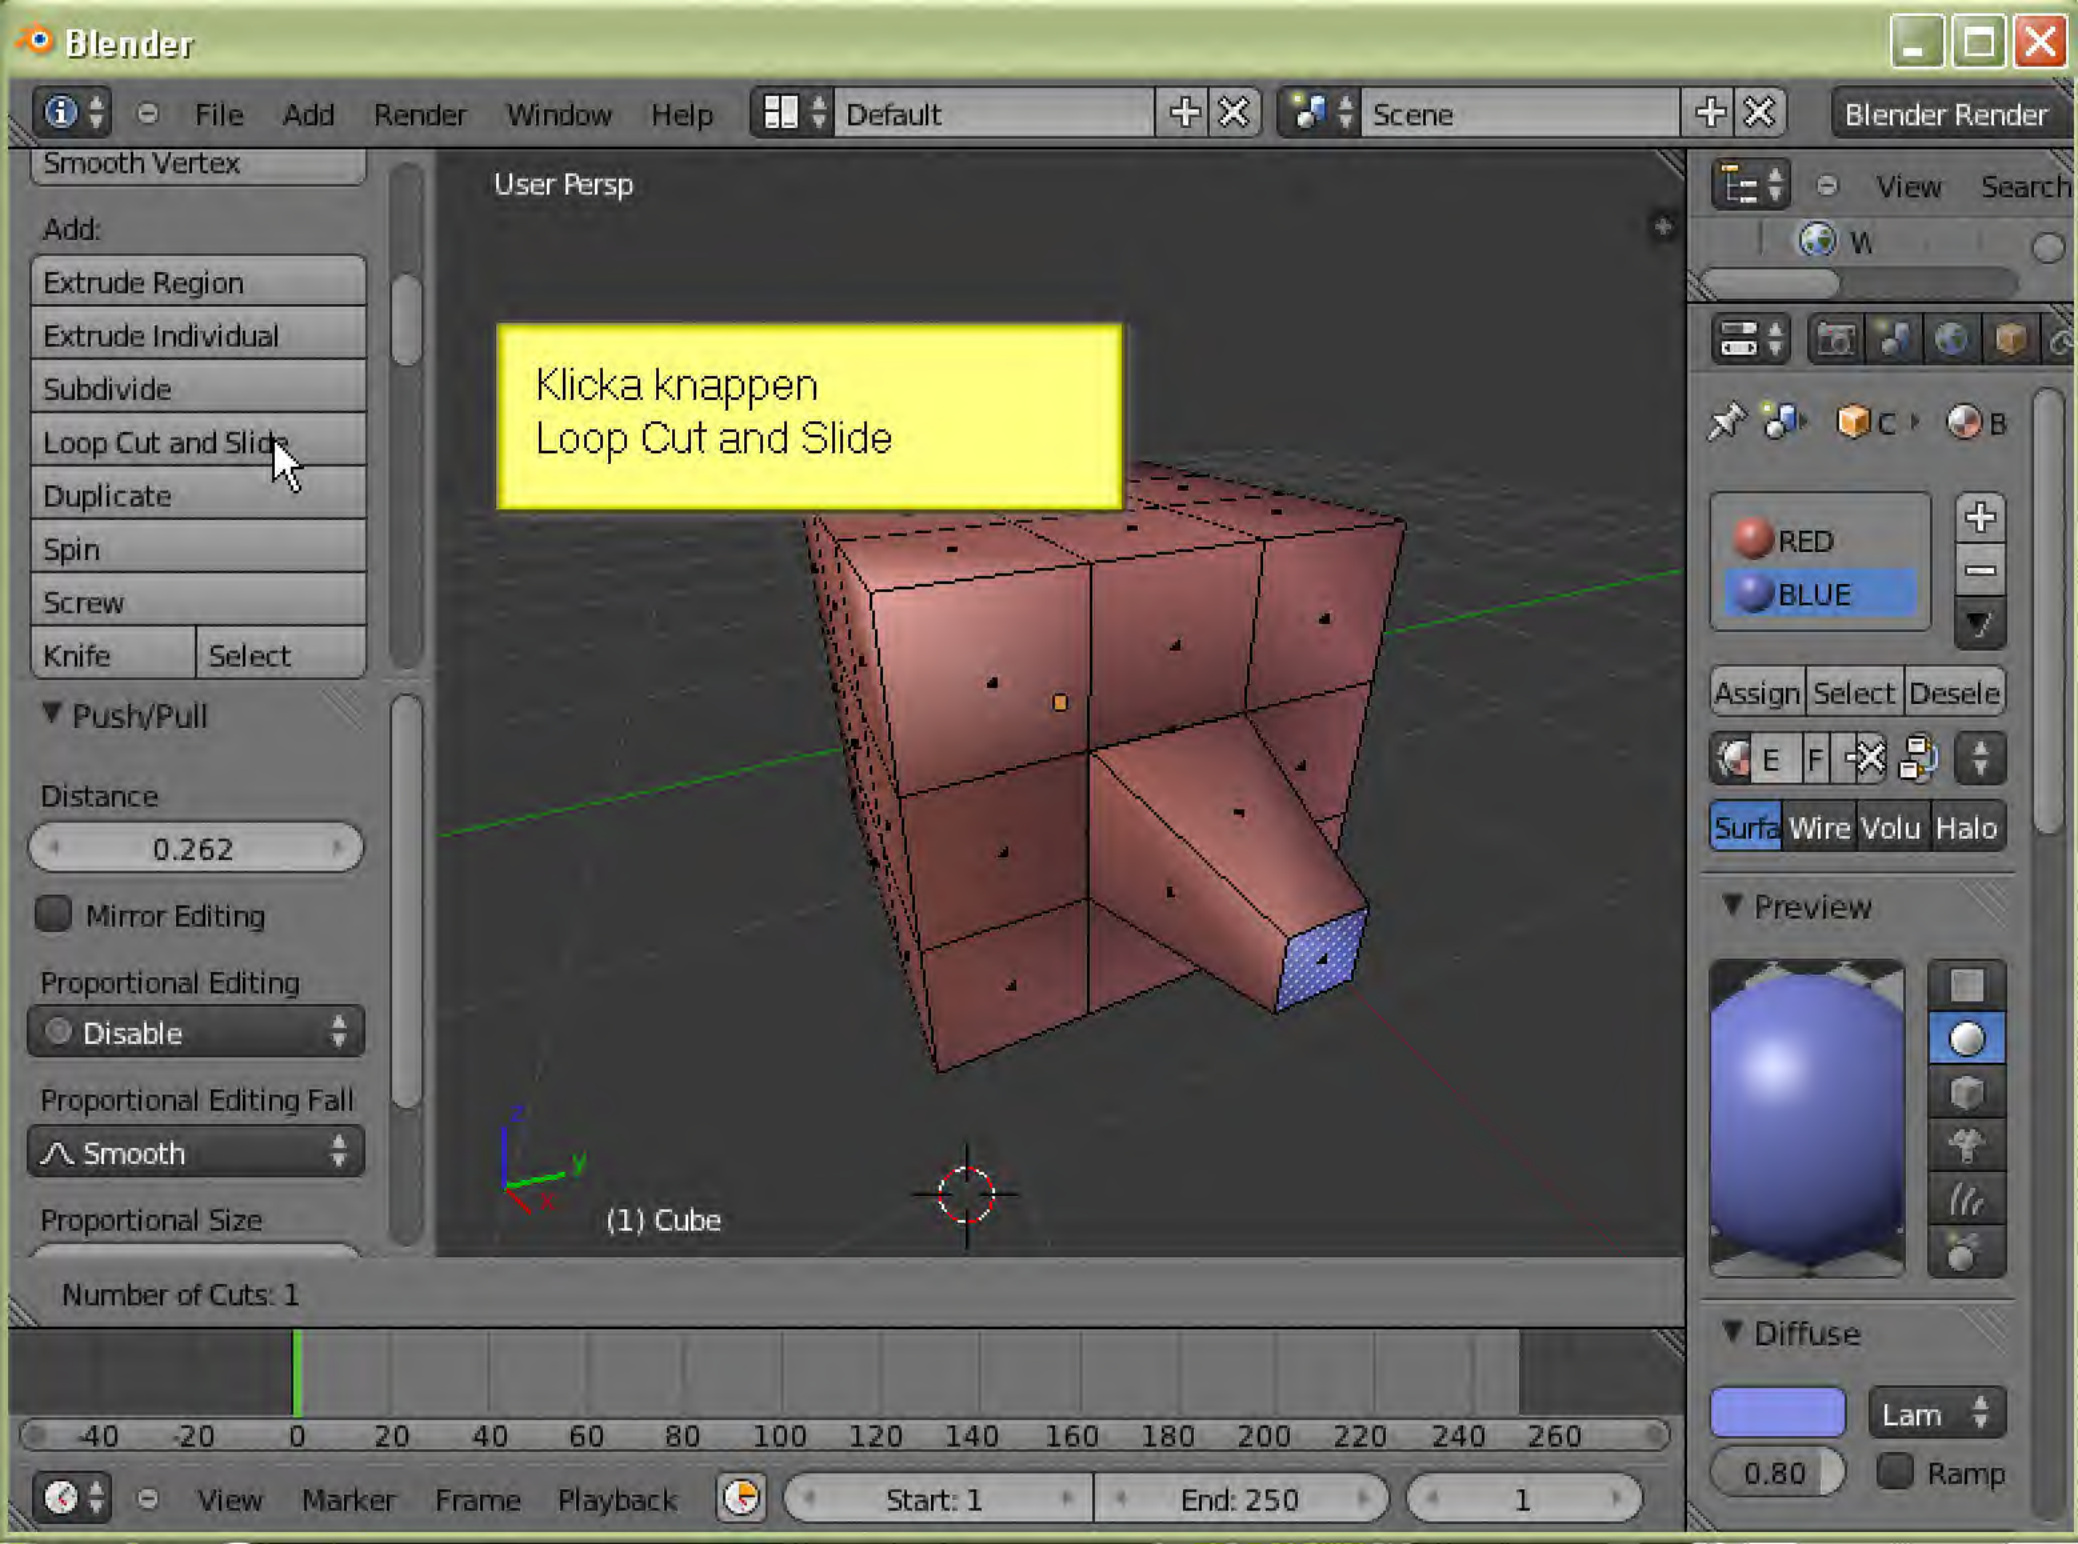 Blender
File Add Render Window Help Default Scene Blender Render
Smooth Vertex
Add:
Extrude Region
Extrude Individual
Subdivide
Loop Cut and Slide
Duplicate
Spin
Screw
Knife Select
Push/Pull
Distance
0.262
Mirror Editing
Proportional Editing
Disable
Proportional Editing Fall
Smooth
Proportional Size
User Persp
Klicka knappen
Loop Cut and Slide
z
y
x
(1) Cube
Number of Cuts: 1
View Search
W
C B
RED
BLUE
Assign Select Desele
E F
Surfa Wire Volu Halo
Preview
Diffuse
Lam
0.80 Ramp
-40 -20 0 20 40 60 80 100 120 140 160 180 200 220 240 260
View Marker Frame Playback Start: 1 End: 250 1